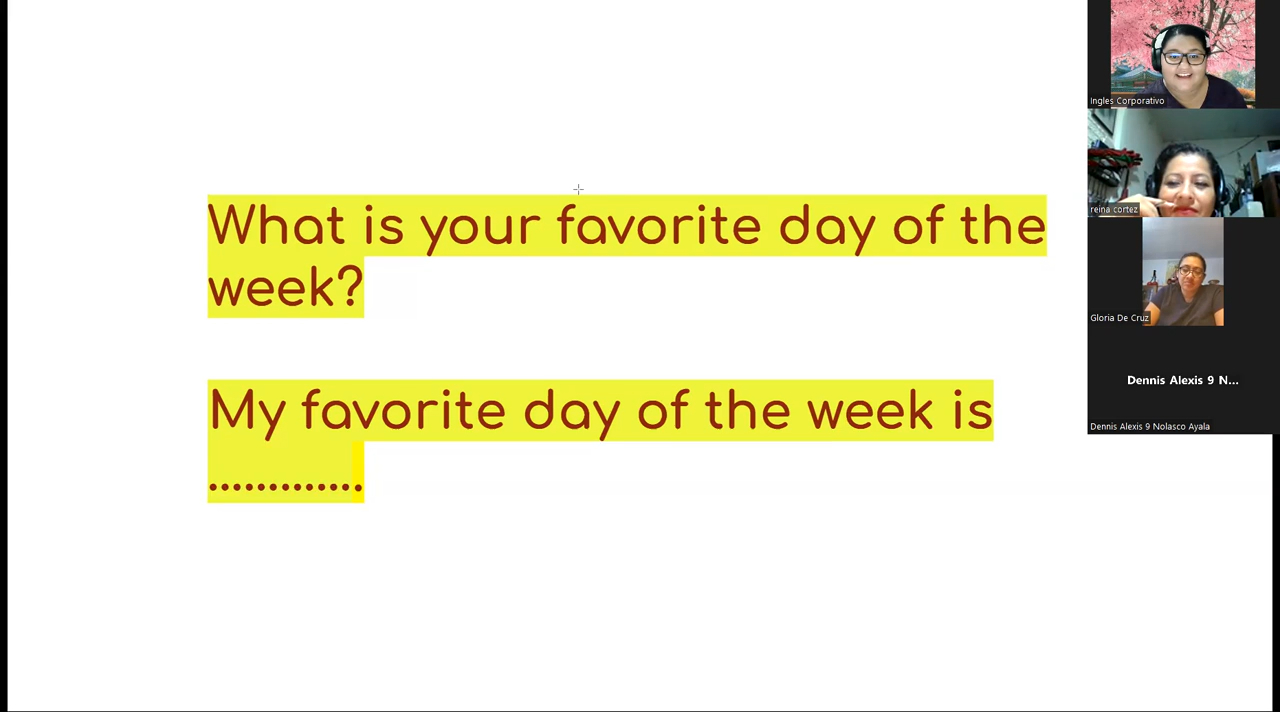 What is your favorite day of the
week?
My favorite day of the week is
.............
Ingles Corporativo
reina cortez
Gloria De Cruz
Dennis Alexis 9 N...
Dennis Alexis 9 Nolasco Ayala